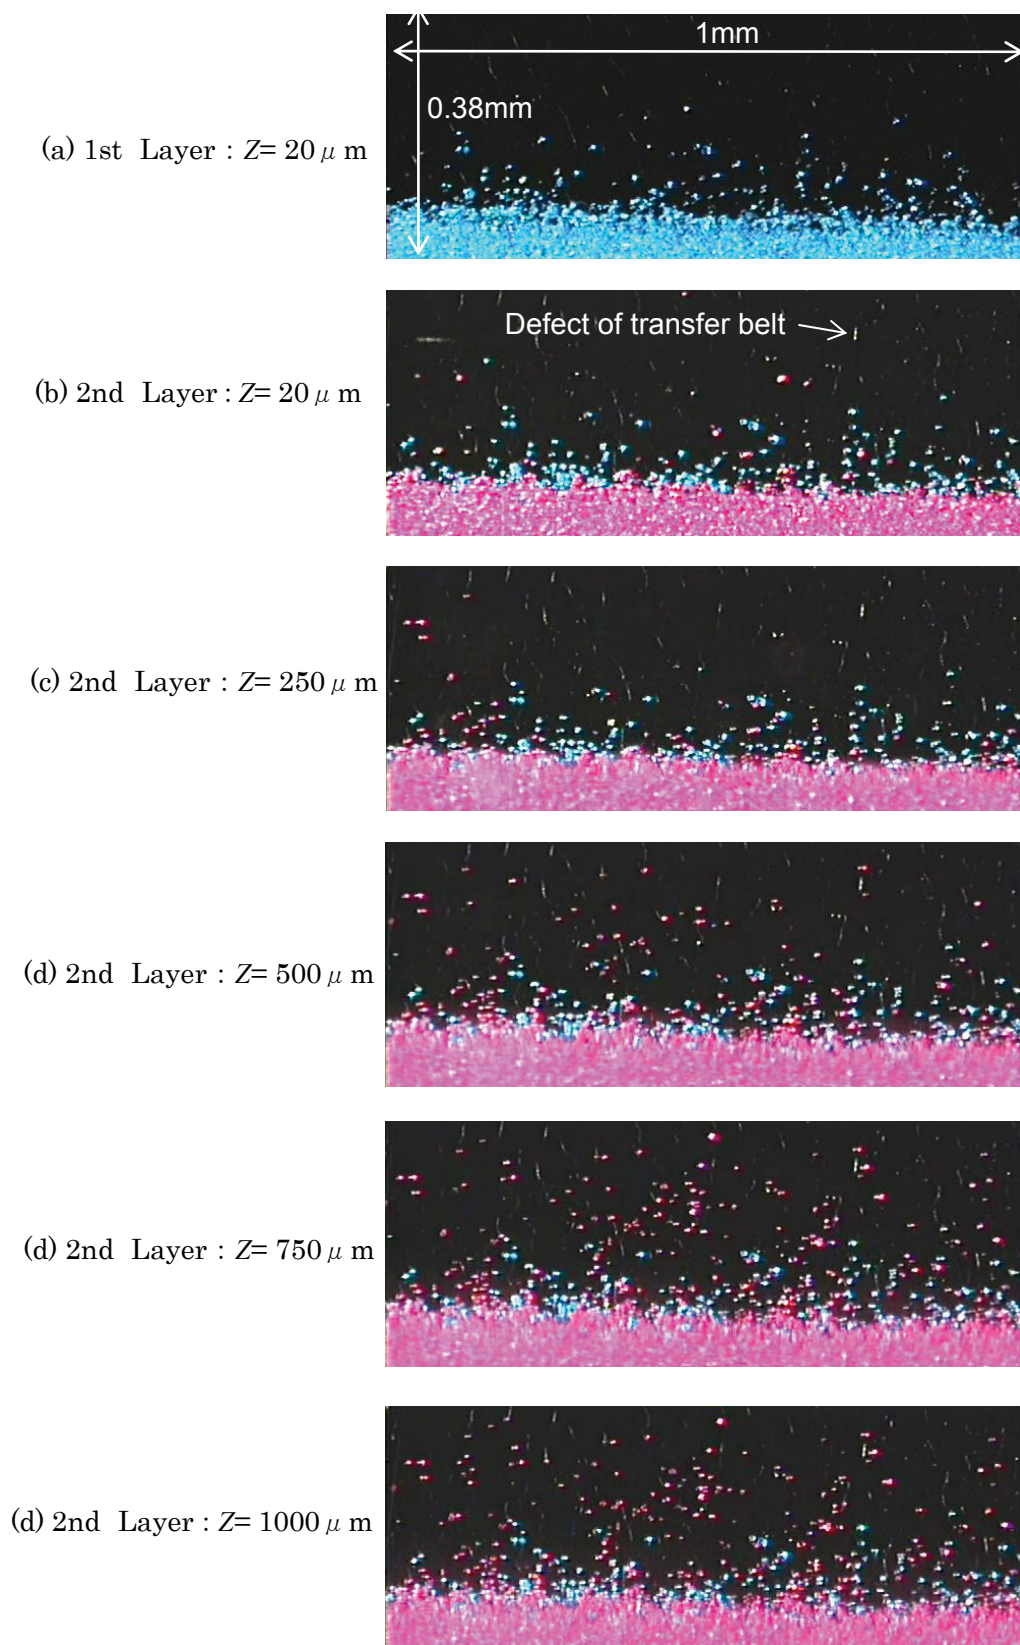 1mm
0.38mm
(a) 1st Layer : Z= 20 μ m
Defect of transfer belt
(b) 2nd Layer : Z= 20 μ m
(c) 2nd Layer : Z= 250 μ m
(d) 2nd Layer : Z= 500 μ m
(d) 2nd Layer : Z= 750 μ m
(d) 2nd Layer : Z= 1000 μ m